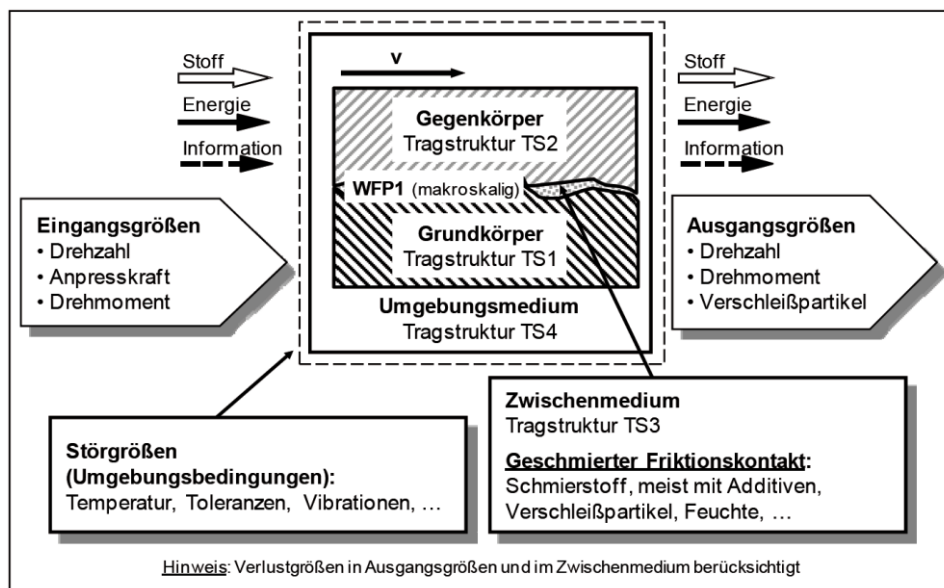 Stoff
Energie
Information
v
Gegenkörper
Tragstruktur TS2
WFP1 (makroskalig)
Grundkörper
Tragstruktur TS1
Umgebungsmedium
Tragstruktur TS4
Stoff
Energie
Information
Eingangsgrößen
• Drehzahl
• Anpresskraft
• Drehmoment
Ausgangsgrößen
• Drehzahl
• Drehmoment
• Verschleißpartikel
Störgrößen
(Umgebungsbedingungen):
Temperatur, Toleranzen, Vibrationen, …
Zwischenmedium
Tragstruktur TS3
Geschmierter Friktionskontakt:
Schmierstoff, meist mit Additiven,
Verschleißpartikel, Feuchte, …
Hinweis: Verlustgrößen in Ausgangsgrößen und im Zwischenmedium berücksichtigt